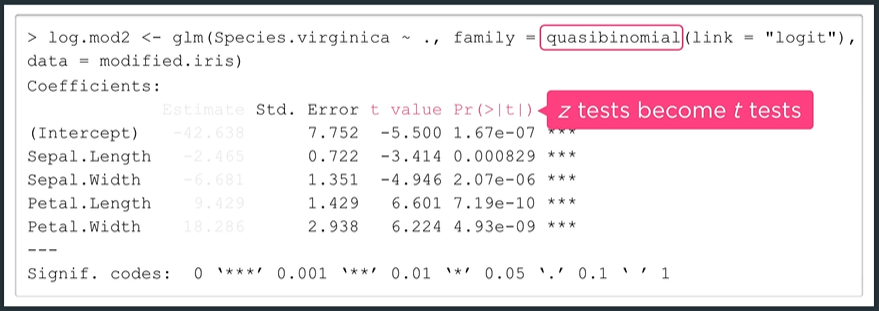 > log.mod2 <- glm(Species.virginica ~ ., family = quasibinomial(link = "logit"),
data = modified.iris)
Coefficients:
Estimate Std. Error t value Pr(>|t|) z tests become t tests
(Intercept) -42.638 7.752 -5.500 1.67e-07 ***
Sepal.Length -2.465 0.722 -3.414 0.000829 ***
Sepal.Width -6.681 1.351 -4.946 2.07e-06 ***
Petal.Length 9.429 1.429 6.601 7.19e-10 ***
Petal.Width 18.286 2.938 6.224 4.93e-09 ***
---
Signif. codes: 0 ‘***’ 0.001 ‘**’ 0.01 ‘*’ 0.05 ‘.’ 0.1 ‘ ’ 1